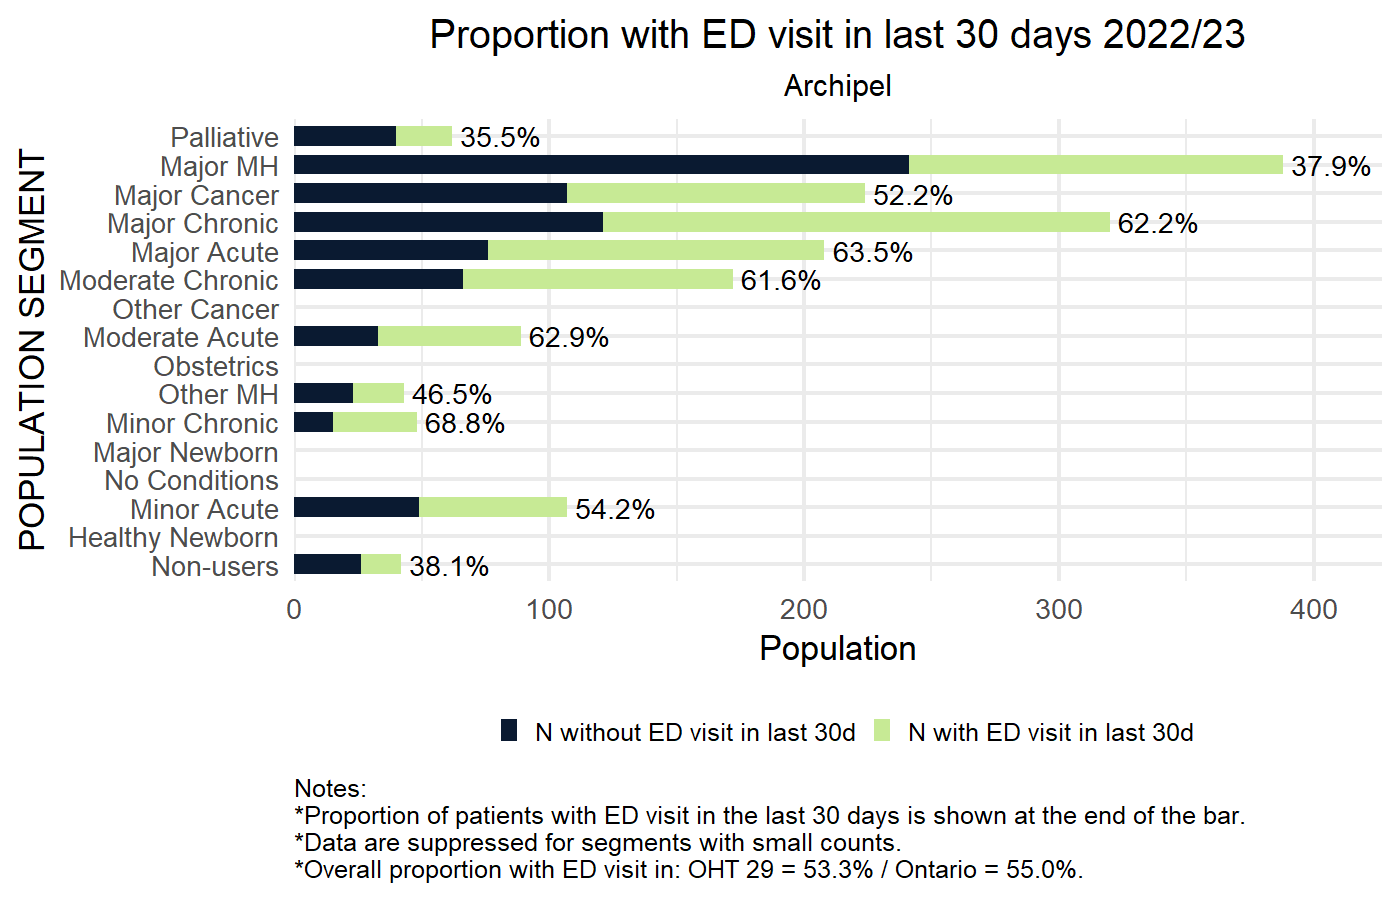 Proportion with ED visit in last 30 days 2022/23
Archipel
POPULATION SEGMENT
Palliative 35.5%
Major MH 37.9%
Major Cancer 52.2%
Major Chronic 62.2%
Major Acute 63.5%
Moderate Chronic 61.6%
Other Cancer
Moderate Acute 62.9%
Obstetrics
Other MH 46.5%
Minor Chronic 68.8%
Major Newborn
No Conditions
Minor Acute 54.2%
Healthy Newborn
Non-users 38.1%
0 100 200 300 400
Population
N without ED visit in last 30d N with ED visit in last 30d
Notes:
*Proportion of patients with ED visit in the last 30 days is shown at the end of the bar.
*Data are suppressed for segments with small counts.
*Overall proportion with ED visit in: OHT 29 = 53.3% / Ontario = 55.0%.